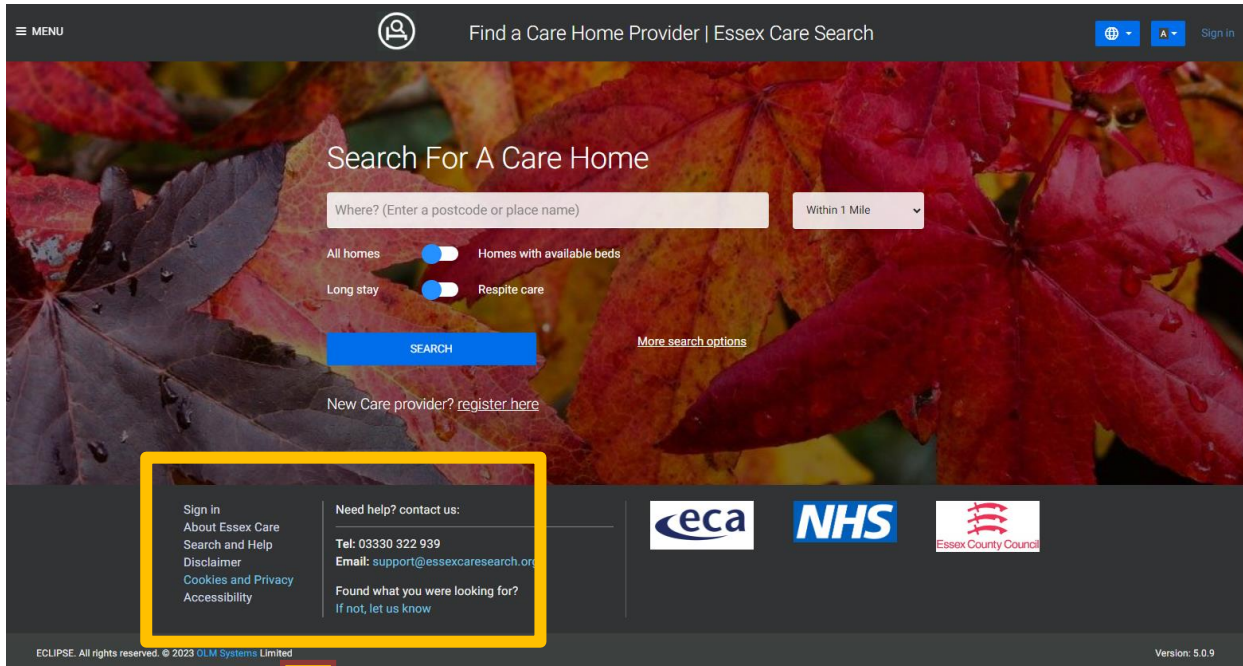 ≡ MENU
Find a Care Home Provider | Essex Care Search
A
Sign in
Search For A Care Home
Where? (Enter a postcode or place name)
Within 1 Mile
All homes
Homes with available beds
Long stay
Respite care
SEARCH
More search options
New Care provider? register here
Sign in
About Essex Care
Search and Help
Disclaimer
Cookies and Privacy
Accessibility
Need help? contact us:
Tel: 03330 322 939
Email: support@essexcaresearch.org
Found what you were looking for?
If not, let us know
eca
NHS
Essex County Council
ECLIPSE. All rights reserved. © 2023 OLM Systems Limited
Version: 5.0.9